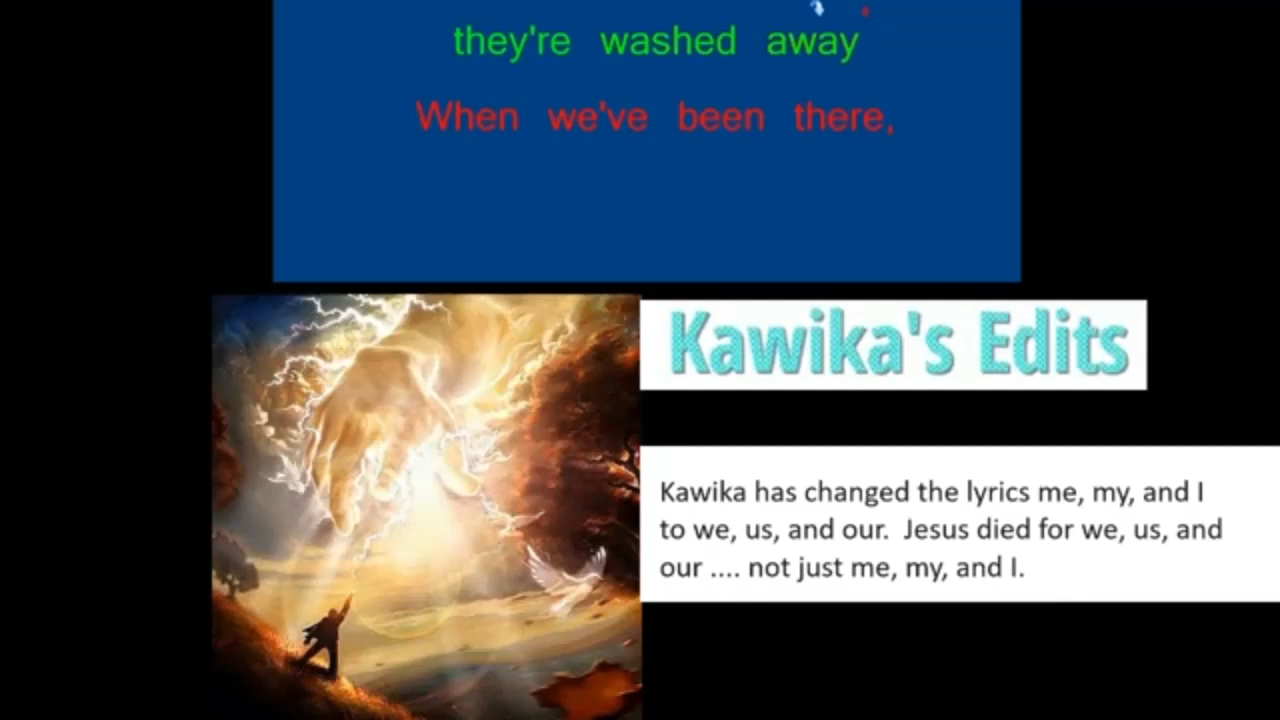 they're washed away
When we've been there,
Kawika's Edits
Kawika has changed the lyrics me, my, and I
to we, us, and our. Jesus died for we, us, and
our .... not just me, my, and I.